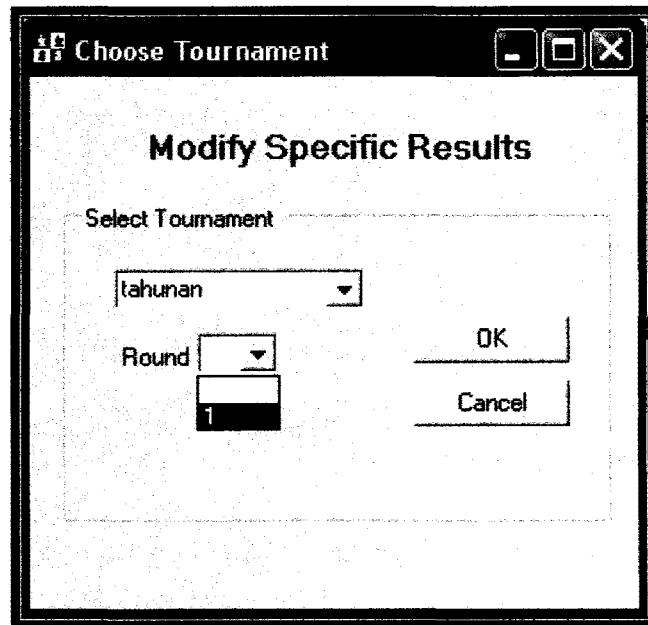 Choose Tournament
Modify Specific Results
Select Tournament
tahunan
Round
1
OK
Cancel